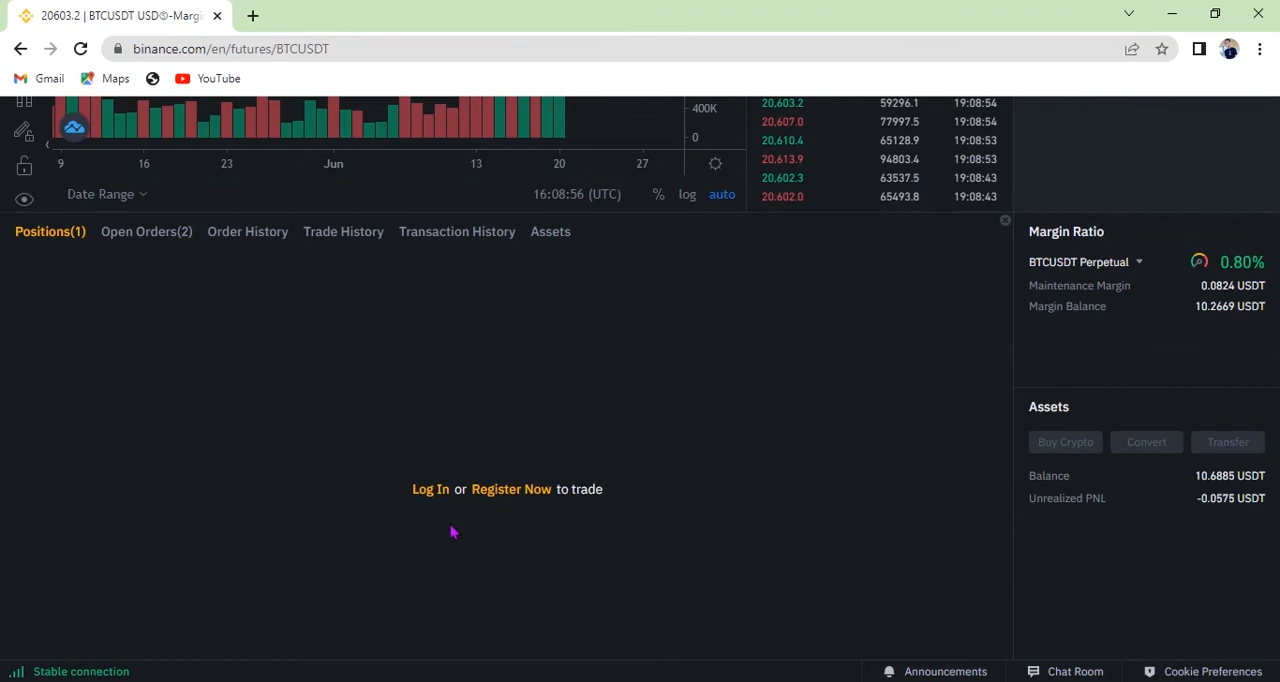 20603.2 | BTCUSDT USD©-Margi
binance.com/en/futures/BTCUSDT
Gmail Maps YouTube
400K
0
9 16 23 Jun 13 20 27
Date Range 16:08:56 (UTC) % log auto
20,603.2 59296.1 19:08:54
20,607.0 77997.5 19:08:54
20,610.4 65128.9 19:08:53
20,613.9 94803.4 19:08:53
20,602.3 63537.5 19:08:43
20,602.0 65493.8 19:08:43
Positions(1) Open Orders(2) Order History Trade History Transaction History Assets
Log In or Register Now to trade
Margin Ratio
BTCUSDT Perpetual 0.80%
Maintenance Margin 0.0824 USDT
Margin Balance 10.2669 USDT
Assets
Buy Crypto Convert Transfer
Balance 10.6885 USDT
Unrealized PNL -0.0575 USDT
Stable connection Announcements Chat Room Cookie Preferences